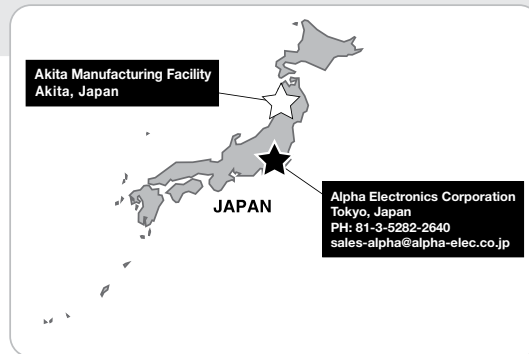 Akita Manufacturing Facility
Akita, Japan
JAPAN
Alpha Electronics Corporation
Tokyo, Japan
PH: 81-3-5282-2640
sales-alpha@alpha-elec.co.jp